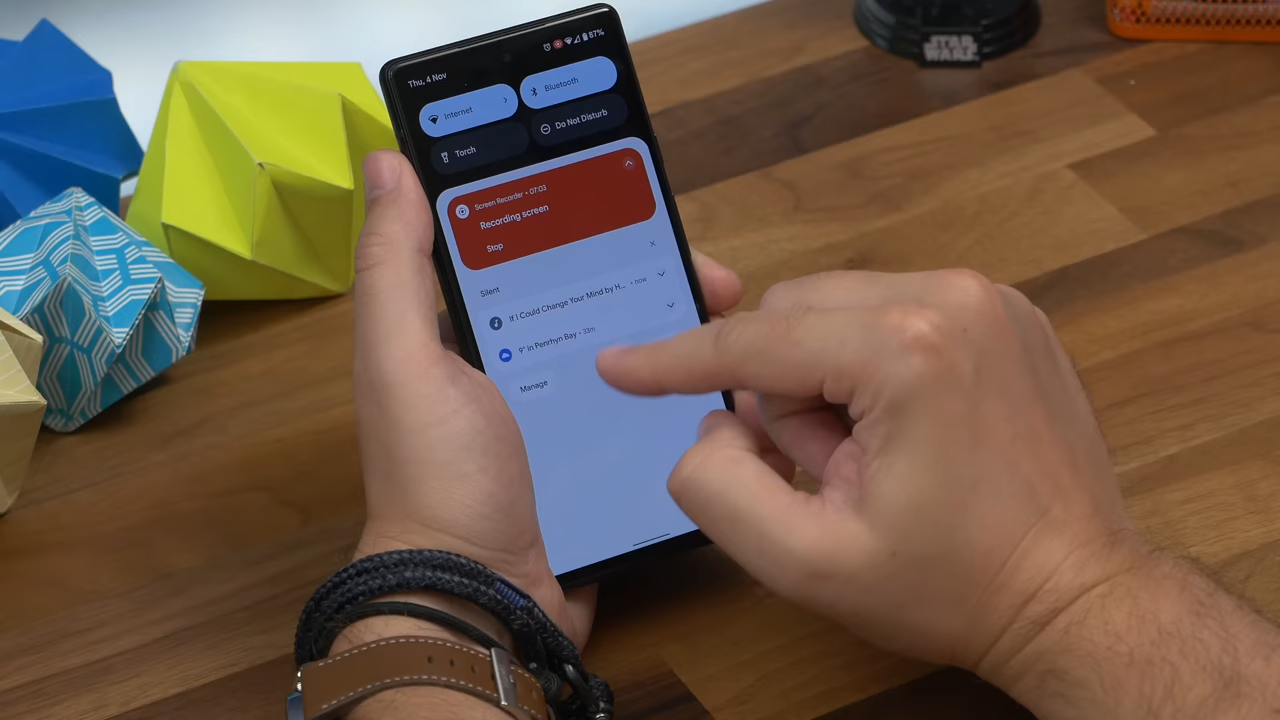 Thu, 4 Nov
87%
Internet
Bluetooth
Torch
Do Not Disturb
Screen Recorder • 07:03
Recording screen
Stop
Silent
If I Could Change Your Mind by H... • now
9° in Penrhyn Bay • 33m
Manage
STAR
WARS